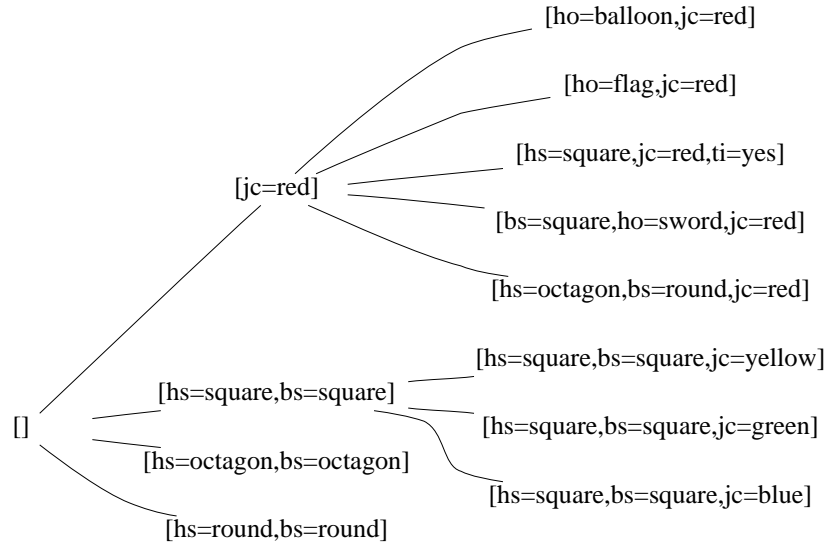 [ho=balloon,jc=red]
[ho=flag,jc=red]
[hs=square,jc=red,ti=yes]
[jc=red]
[bs=square,ho=sword,jc=red]
[hs=octagon,bs=round,jc=red]
[hs=square,bs=square,jc=yellow]
[hs=square,bs=square]
[]
[hs=square,bs=square,jc=green]
[hs=octagon,bs=octagon]
[hs=square,bs=square,jc=blue]
[hs=round,bs=round]